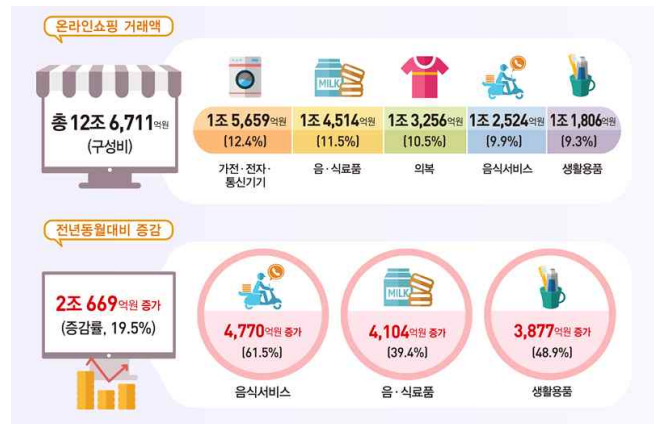 온라인쇼핑 거래액
총 12조 6,711억원
(구성비)
MILK
1조 5,659억원
(12.4%)
가전·전자·
통신기기
1조 4,514억원
(11.5%)
음·식료품
1조 3,256억원
(10.5%)
의복
1조 2,524억원
(9.9%)
음식서비스
1조 1,806억원
(9.3%)
생활용품
전년동월대비 증감
2조 669억원 증가
(증감률, 19.5%)
4,770억원 증가
(61.5%)
음식서비스
MILK
4,104억원 증가
(39.4%)
음·식료품
3,877억원 증가
(48.9%)
생활용품